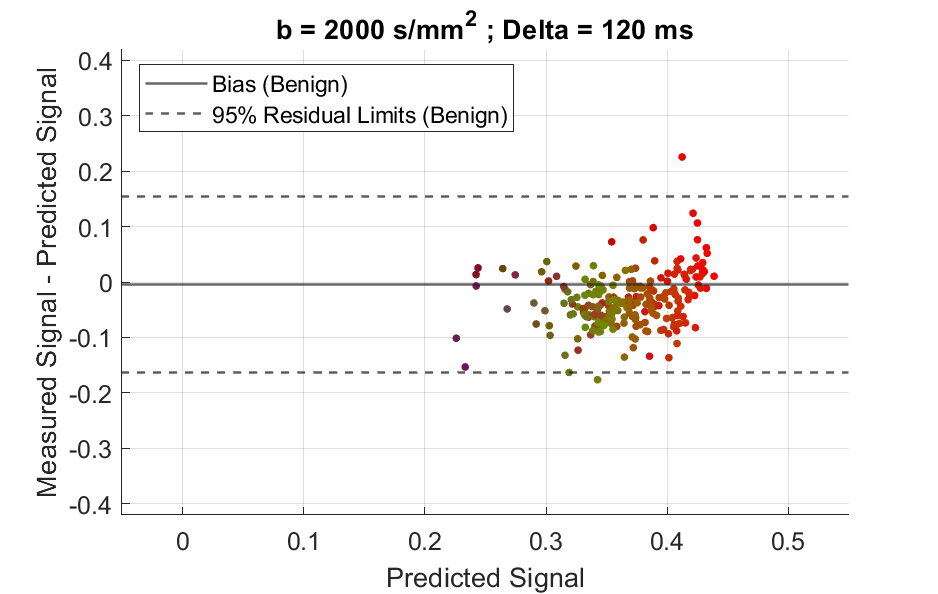 b = 2000 s/mm² ; Delta = 120 ms
Bias (Benign)
95% Residual Limits (Benign)
Measured Signal - Predicted Signal
0.4
0.3
0.2
0.1
0
-0.1
-0.2
-0.3
-0.4
0 0.1 0.2 0.3 0.4 0.5
Predicted Signal